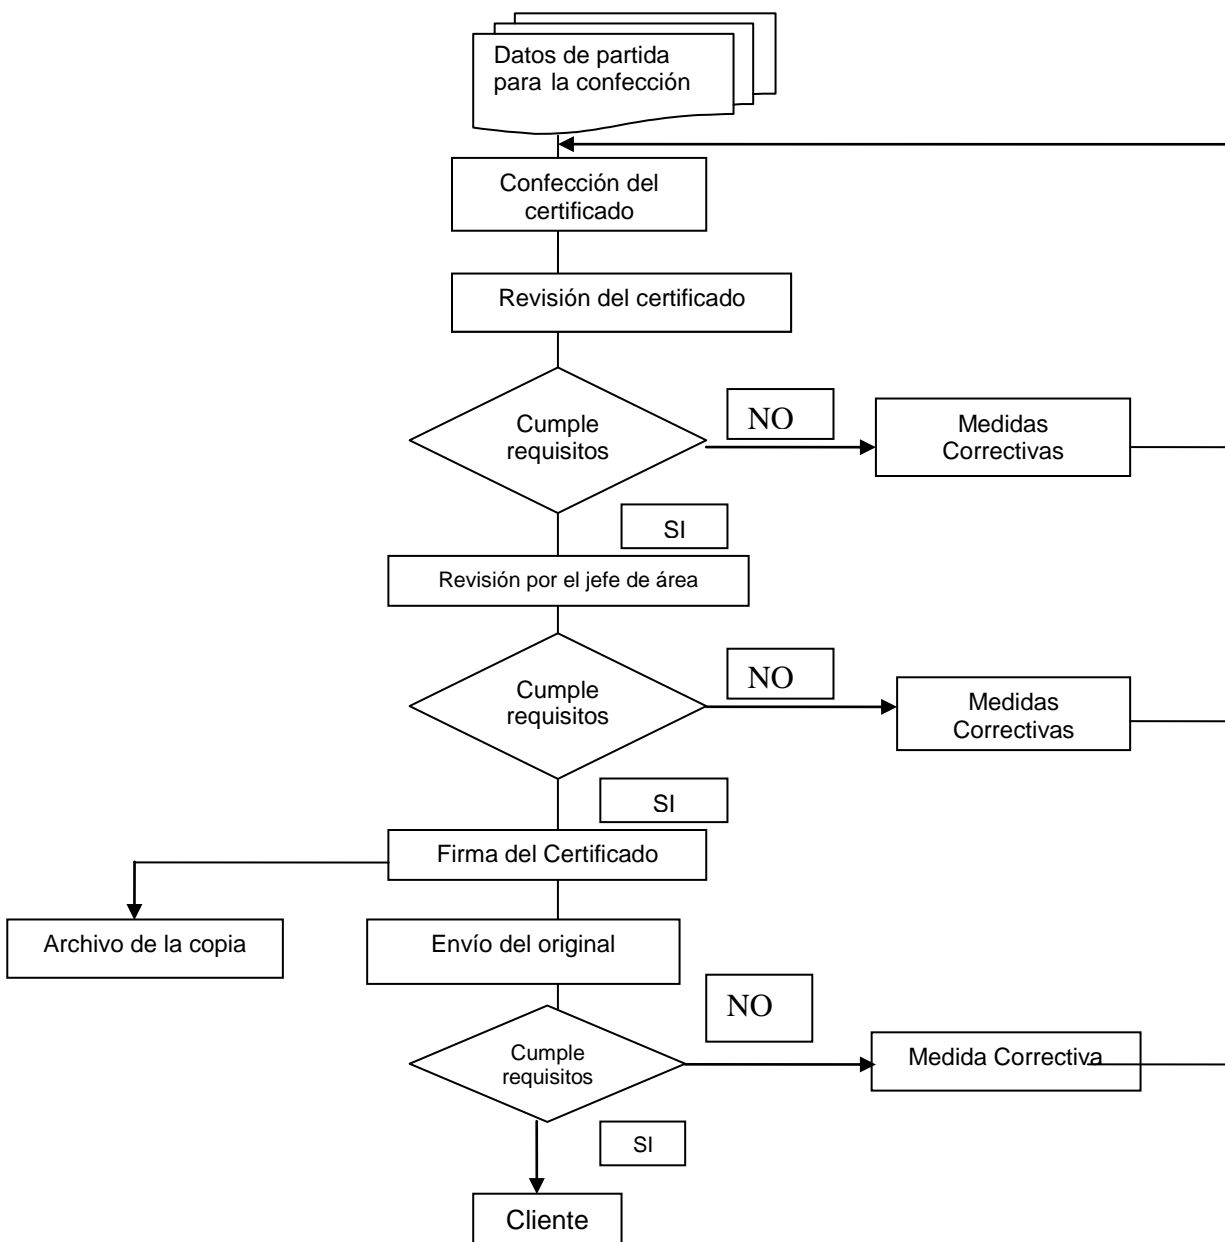 Datos de partida
para la confección
Confección del
certificado
Revisión del certificado
Cumple
requisitos
NO
Medidas
Correctivas
SI
Revisión por el jefe de área
Cumple
requisitos
NO
Medidas
Correctivas
SI
Firma del Certificado
Archivo de la copia
Envío del original
NO
Cumple
requisitos
Medida Correctiva
SI
Cliente